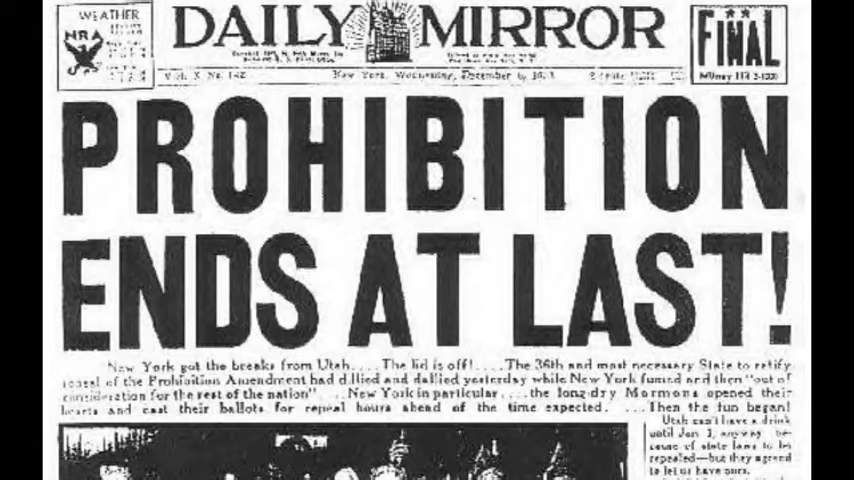 WEATHER
NRA
DAILY MIRROR
FINAL
New York, Wednesday, December 6,
PROHIBITION
ENDS AT LAST!
New York got the breaks from Utah....The lid is off!....The 36th and most necessary State to ratify
repeal of the Prohibition Amendment had dillied and dallied yesterday while New York fumed and then "out of
consideration for the rest of the nation"...New York in particular....the long-dry Mormons opened their
hearts and cast their ballots for repeal hours ahead of the time expected. ...Then the fun began!
Utah can't have a drink
until Jan 1, anyway be-
cause of state laws to be
repealed—but they agreed
to let us have ours.